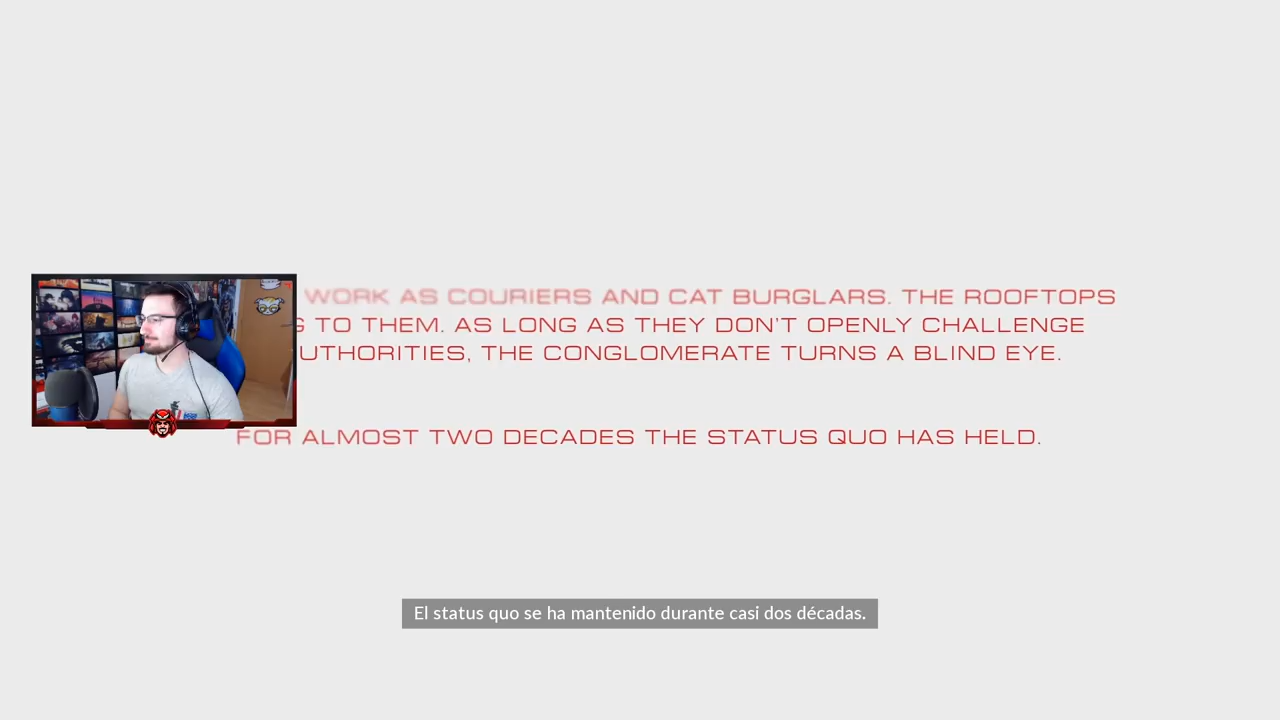 WORK AS COURIERS AND CAT BURGLARS. THE ROOFTOPS
TO THEM. AS LONG AS THEY DON'T OPENLY CHALLENGE
UTHORITIES, THE CONGLOMERATE TURNS A BLIND EYE.
FOR ALMOST TWO DECADES THE STATUS QUO HAS HELD.
El status quo se ha mantenido durante casi dos décadas.